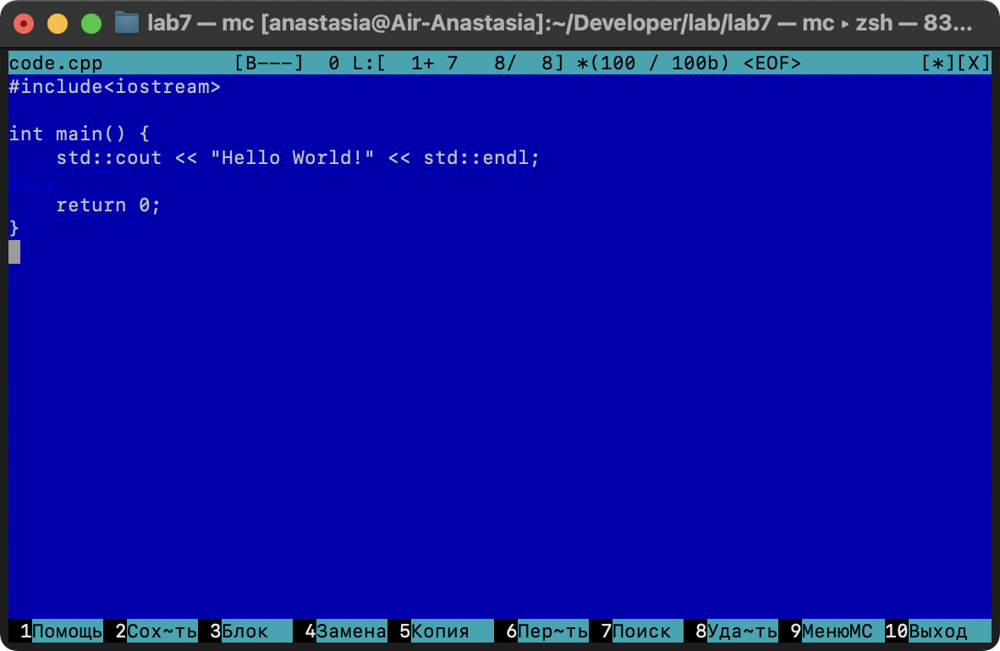 lab7 — mc [anastasia@Air-Anastasia]:~/Developer/lab/lab7 — mc ▸ zsh — 83...
code.cpp [B---] 0 L:[ 1+ 7 8/ 8] *(100 / 100b) <EOF> [*][X]
#include<iostream>
int main() {
    std::cout << "Hello World!" << std::endl;
....
    return 0;
}
1Помощь 2Сох~ть 3Блок 4Замена 5Копия 6Пер~ть 7Поиск 8Уда~ть 9МенюMC 10Выход